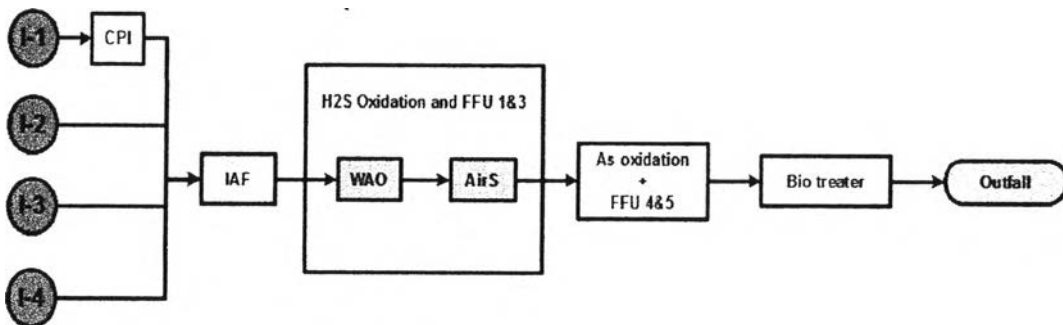 I-1
CPI
I-2
I-3
I-4
IAF
H2S Oxidation and FFU 1&3
WAO
AirS
As oxidation
+
FFU 4&5
Bio treater
Outfall